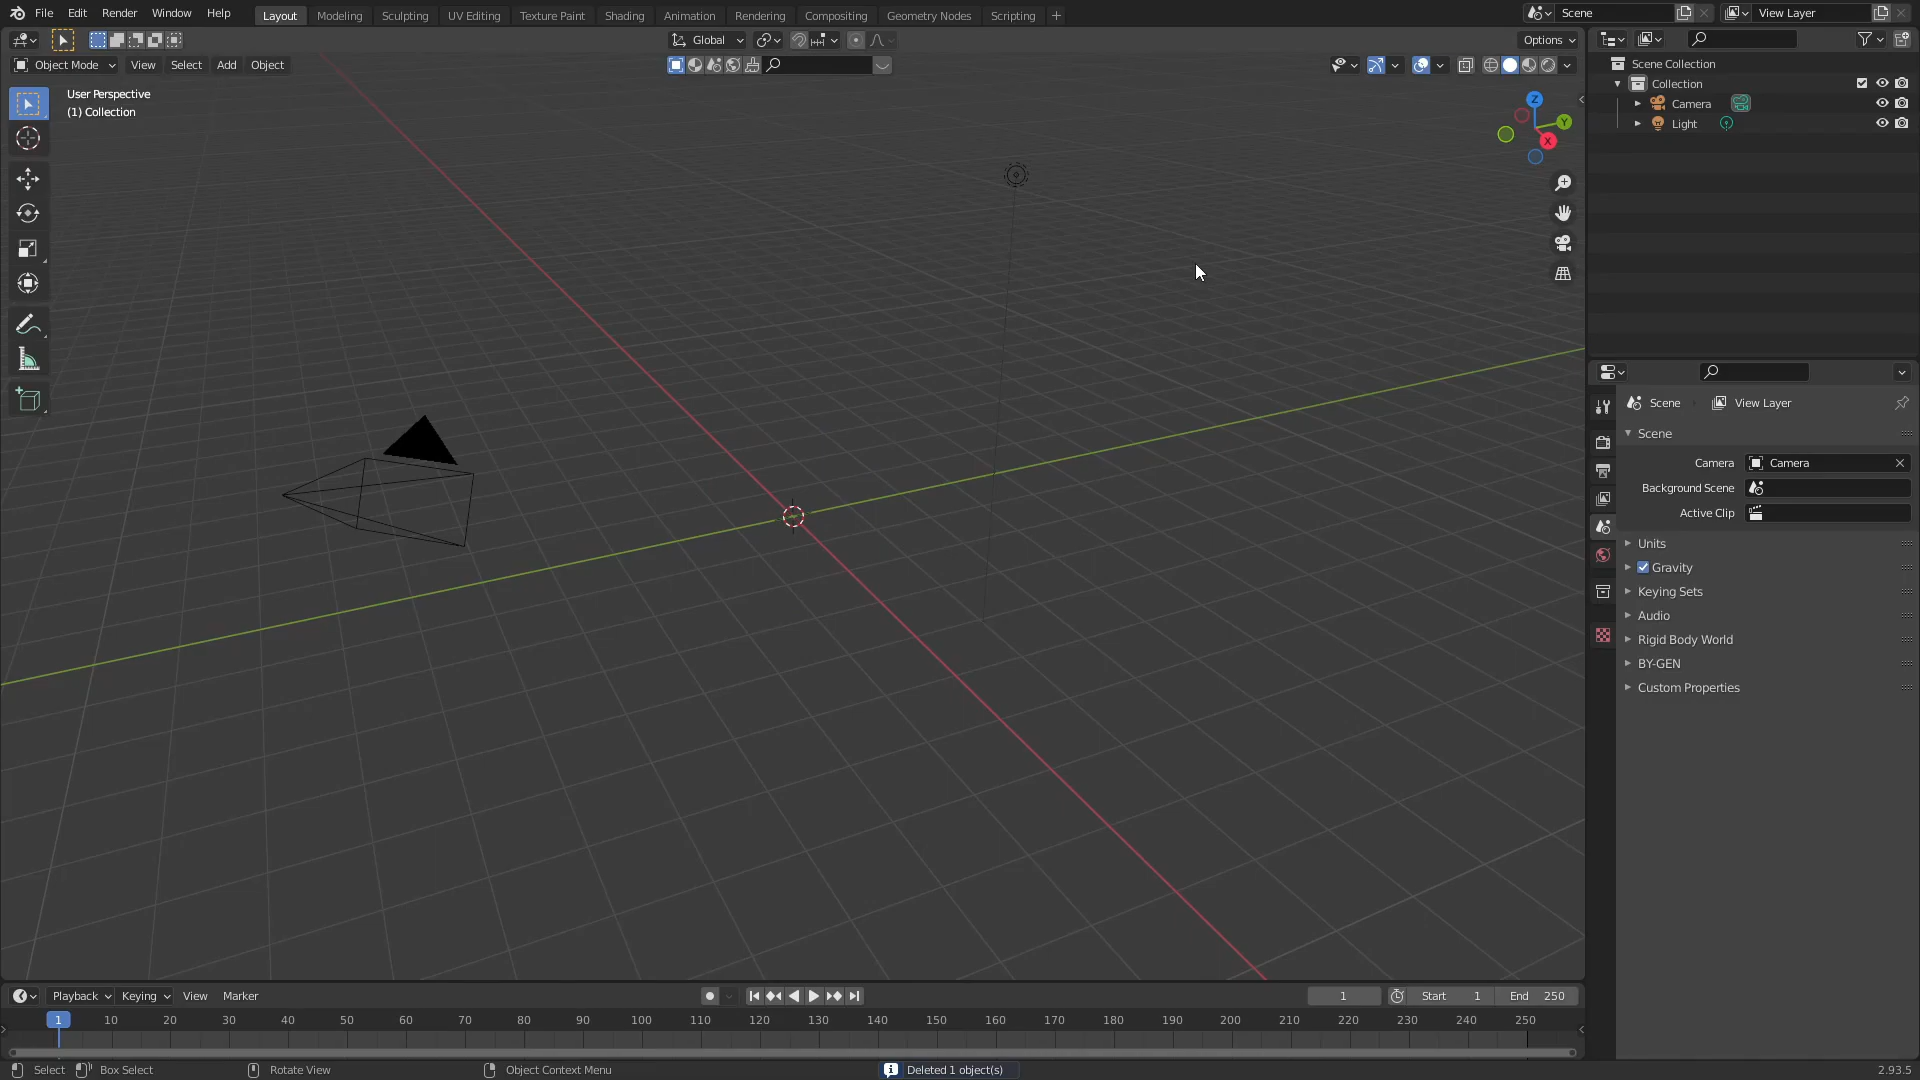 File Edit Render Window Help Layout Modeling Sculpting UV Editing Texture Paint Shading Animation Rendering Compositing Geometry Nodes Scripting + Scene View Layer
Global Options
Object Mode View Select Add Object
User Perspective
(1) Collection
Z
Y
X
Scene Collection
Collection
Camera
Light
Scene View Layer
Scene
Camera Camera
Background Scene
Active Clip
Units
Gravity
Keying Sets
Audio
Rigid Body World
BY-GEN
Custom Properties
Playback Keying View Marker 1 Start 1 End 250
1 10 20 30 40 50 60 70 80 90 100 110 120 130 140 150 160 170 180 190 200 210 220 230 240 250
Select Box Select Rotate View Object Context Menu Deleted 1 object(s) 2.93.5